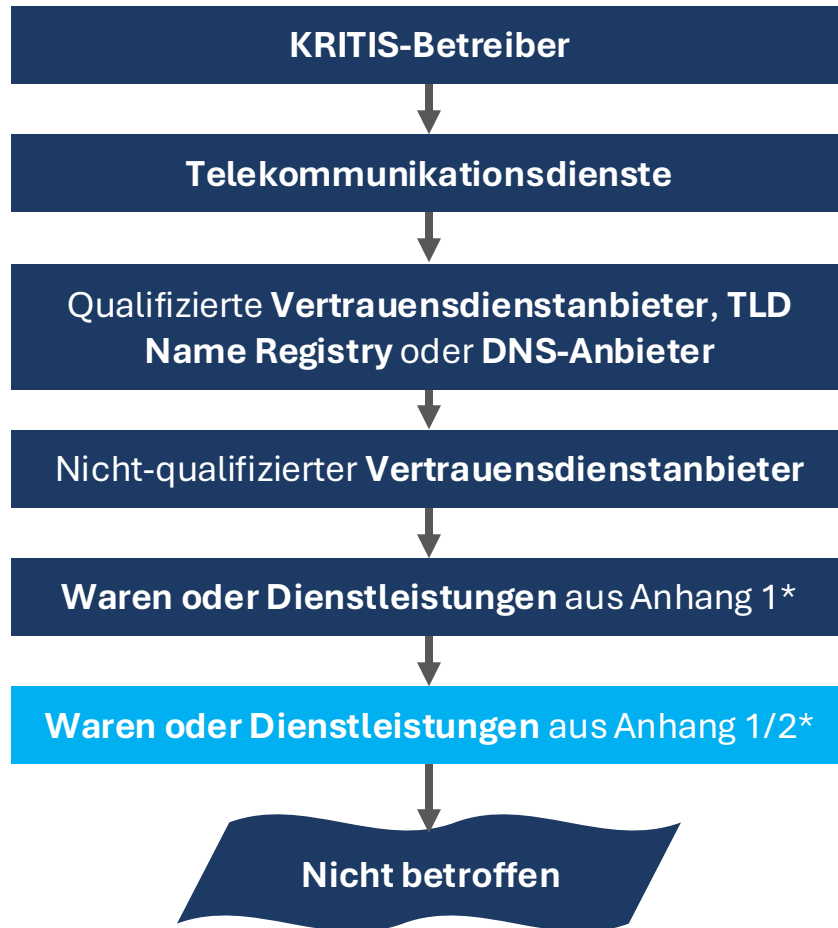 KRITIS-Betreiber
Telekommunikationsdienste
Qualifizierte Vertrauensdienstanbieter, TLD
Name Registry oder DNS-Anbieter
Nicht-qualifizierter Vertrauensdienstanbieter
Waren oder Dienstleistungen aus Anhang 1*
Waren oder Dienstleistungen aus Anhang 1/2*
Nicht betroffen